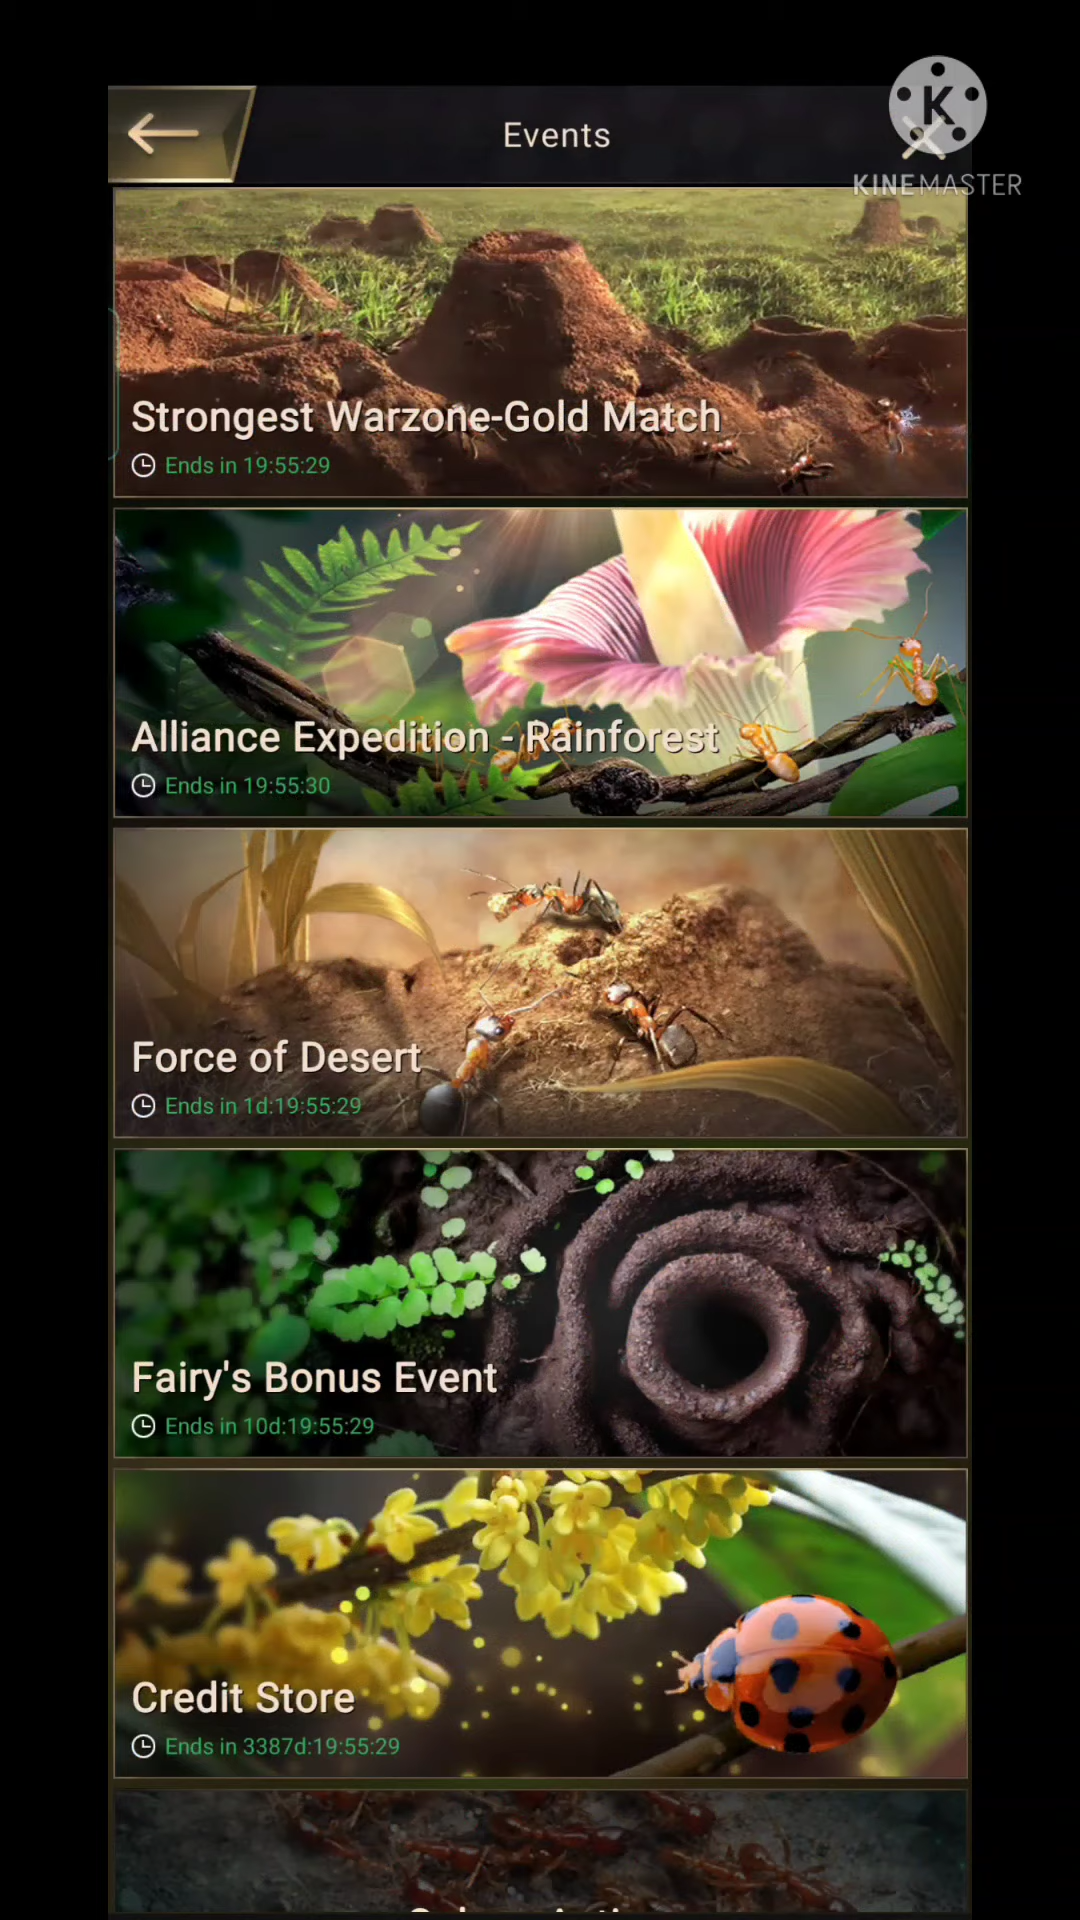 Events
K
KINEMASTER
Strongest Warzone-Gold Match
Ends in 19:55:29
Alliance Expedition - Rainforest
Ends in 19:55:30
Force of Desert
Ends in 1d:19:55:29
Fairy's Bonus Event
Ends in 10d:19:55:29
Credit Store
Ends in 3387d:19:55:29